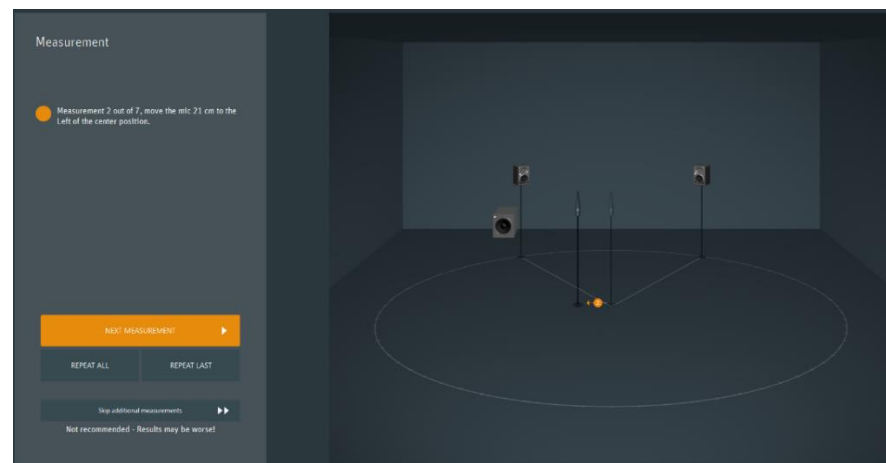 Measurement
Measurement 2 out of 7, move the mic 21 cm to the
Left of the center position.
NEXT MEASUREMENT
REPEAT ALL
REPEAT LAST
Skip additional measurements
Not recommended - Results may be worse!
2